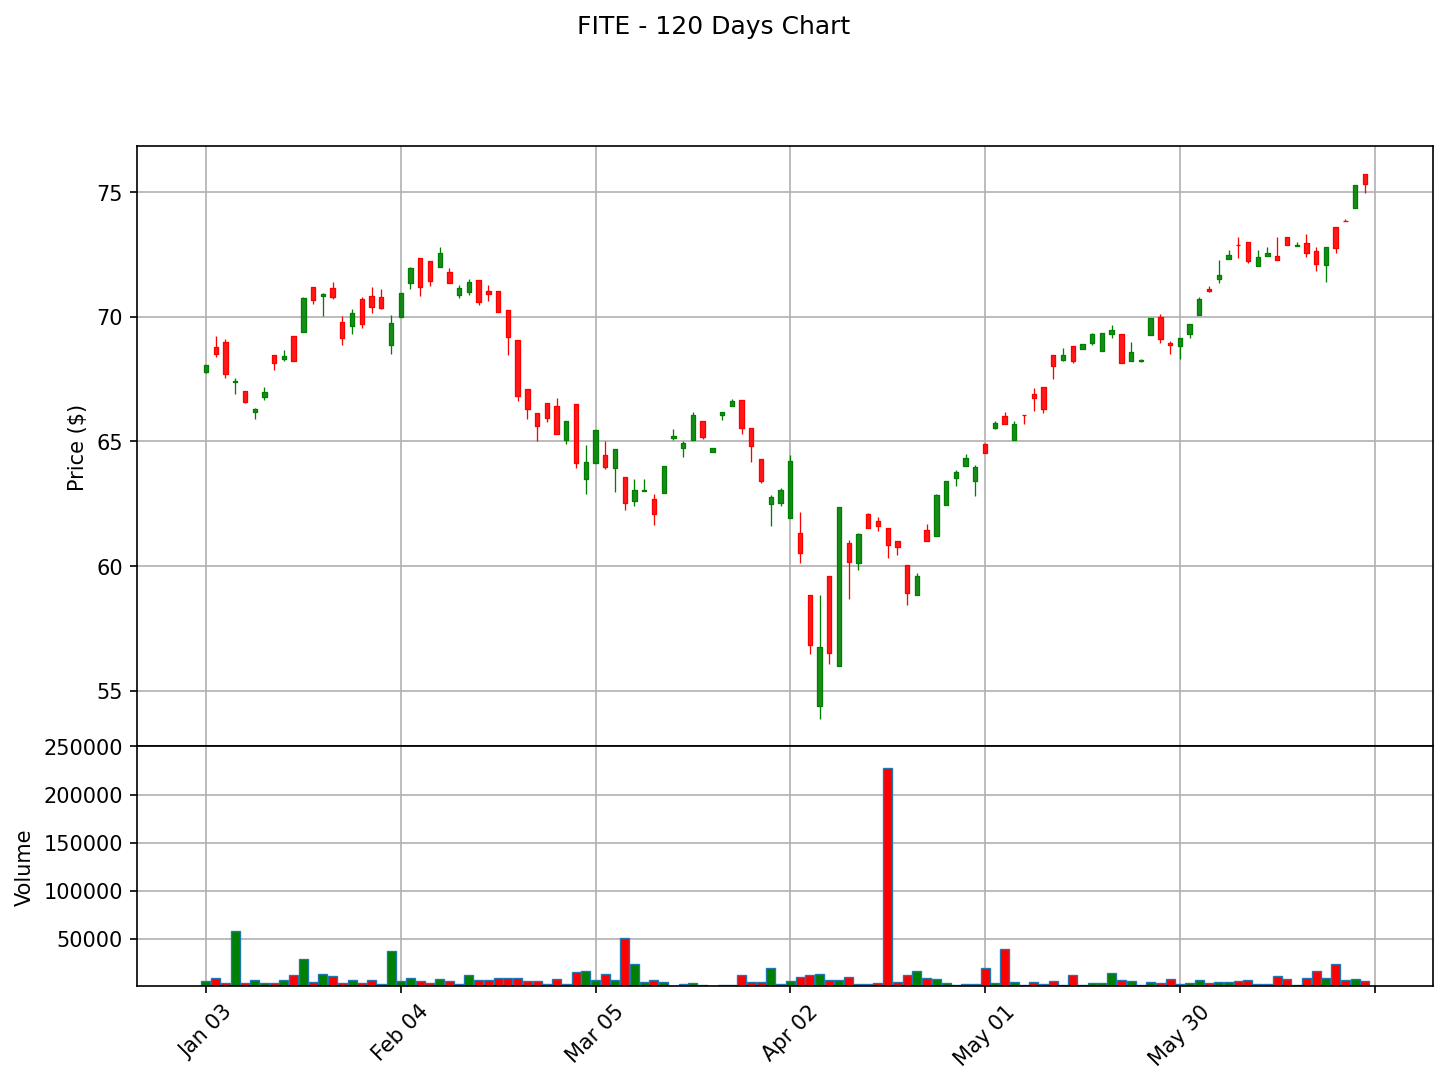 FITE - 120 Days Chart
75
70
65
60
55
Price ($)
250000
200000
150000
100000
50000
Volume
Jan 03
Feb 04
Mar 05
Apr 02
May 01
May 30